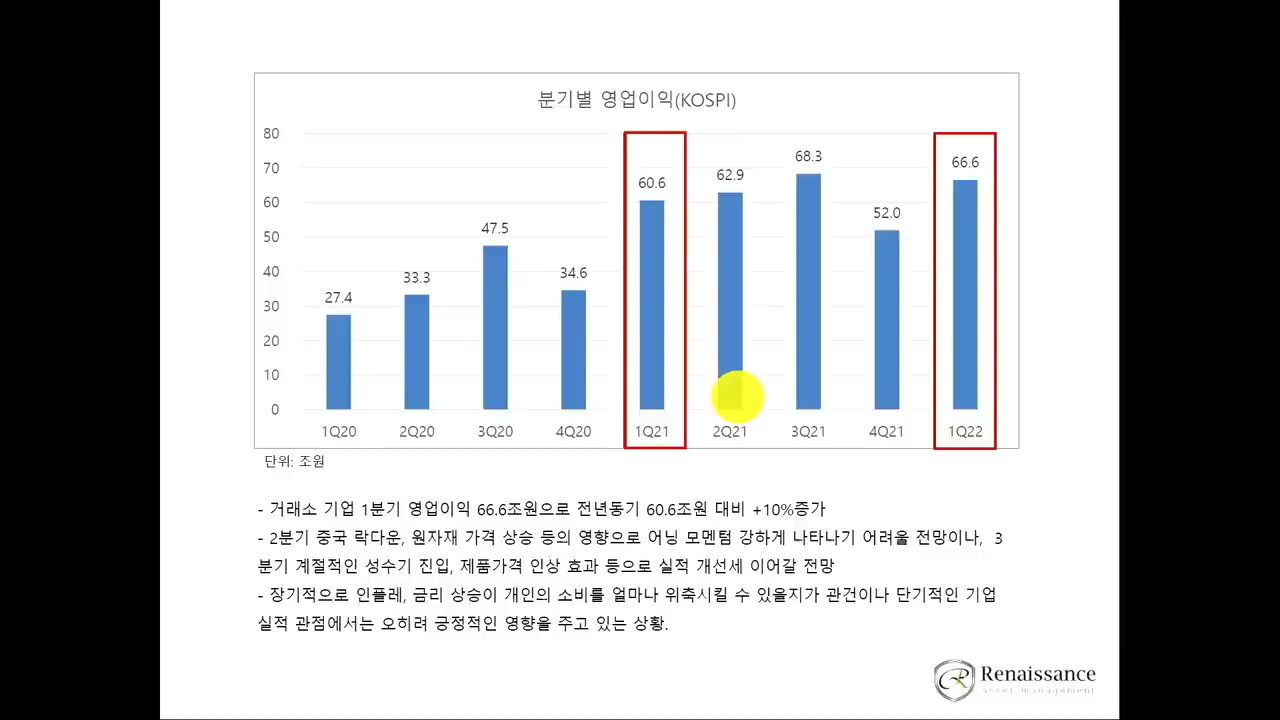 분기별 영업이익(KOSPI)
80
70
60
50
40
30
20
10
0
27.4
33.3
47.5
34.6
60.6
62.9
68.3
52.0
66.6
1Q20 2Q20 3Q20 4Q20 1Q21 2Q21 3Q21 4Q21 1Q22
단위: 조원
- 거래소 기업 1분기 영업이익 66.6조원으로 전년동기 60.6조원 대비 +10%증가
- 2분기 중국 락다운, 원자재 가격 상승 등의 영향으로 어닝 모멘텀 강하게 나타나기 어려울 전망이나, 3
분기 계절적인 성수기 진입, 제품가격 인상 효과 등으로 실적 개선세 이어갈 전망
- 장기적으로 인플레, 금리 상승이 개인의 소비를 얼마나 위축시킬 수 있을지가 관건이나 단기적인 기업
실적 관점에서는 오히려 긍정적인 영향을 주고 있는 상황.
Renaissance
asset management